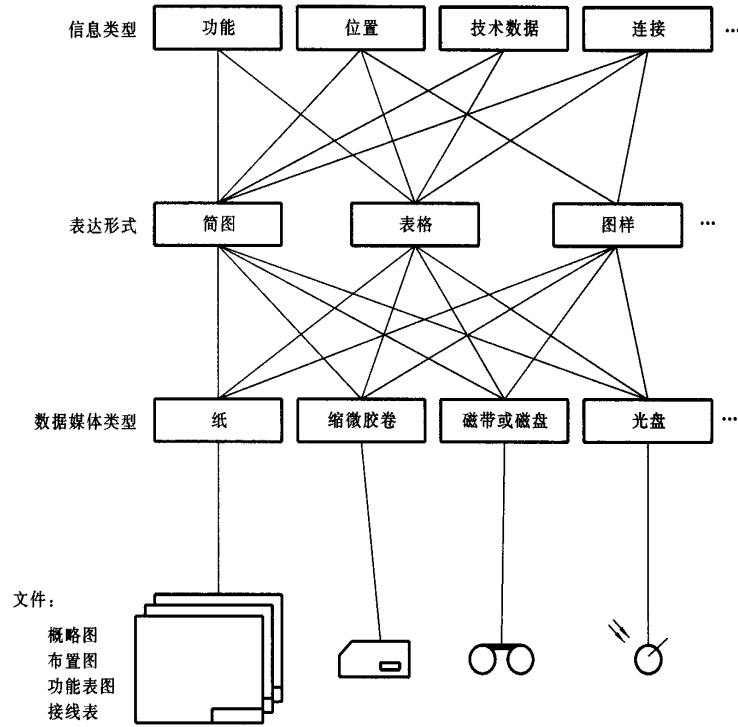 信息类型 功能 位置 技术数据 连接 …
表达形式 简图 表格 图样 …
数据媒体类型 纸 缩微胶卷 磁带或磁盘 光盘 …
文件：
概略图
布置图
功能表图
接线表